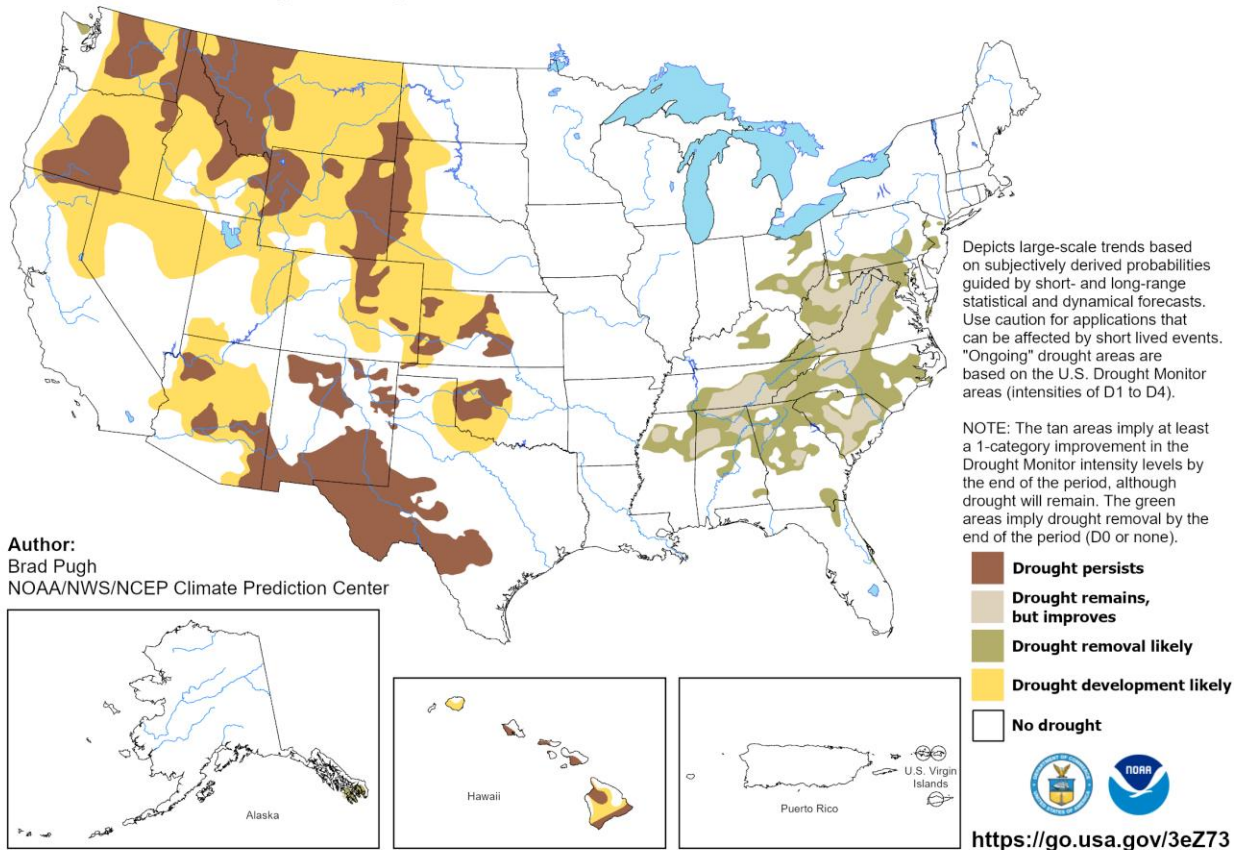 Depicts large-scale trends based
on subjectively derived probabilities
guided by short- and long-range
statistical and dynamical forecasts.
Use caution for applications that
can be affected by short lived events.
"Ongoing" drought areas are
based on the U.S. Drought Monitor
areas (intensities of D1 to D4).
NOTE: The tan areas imply at least
a 1-category improvement in the
Drought Monitor intensity levels by
the end of the period, although
drought will remain. The green
areas imply drought removal by the
end of the period (D0 or none).
Author:
Brad Pugh
NOAA/NWS/NCEP Climate Prediction Center
Drought persists
Drought remains,
but improves
Drought removal likely
Drought development likely
No drought
Alaska
Hawaii
Puerto Rico
U.S. Virgin
Islands
NOAA
https://go.usa.gov/3eZ73